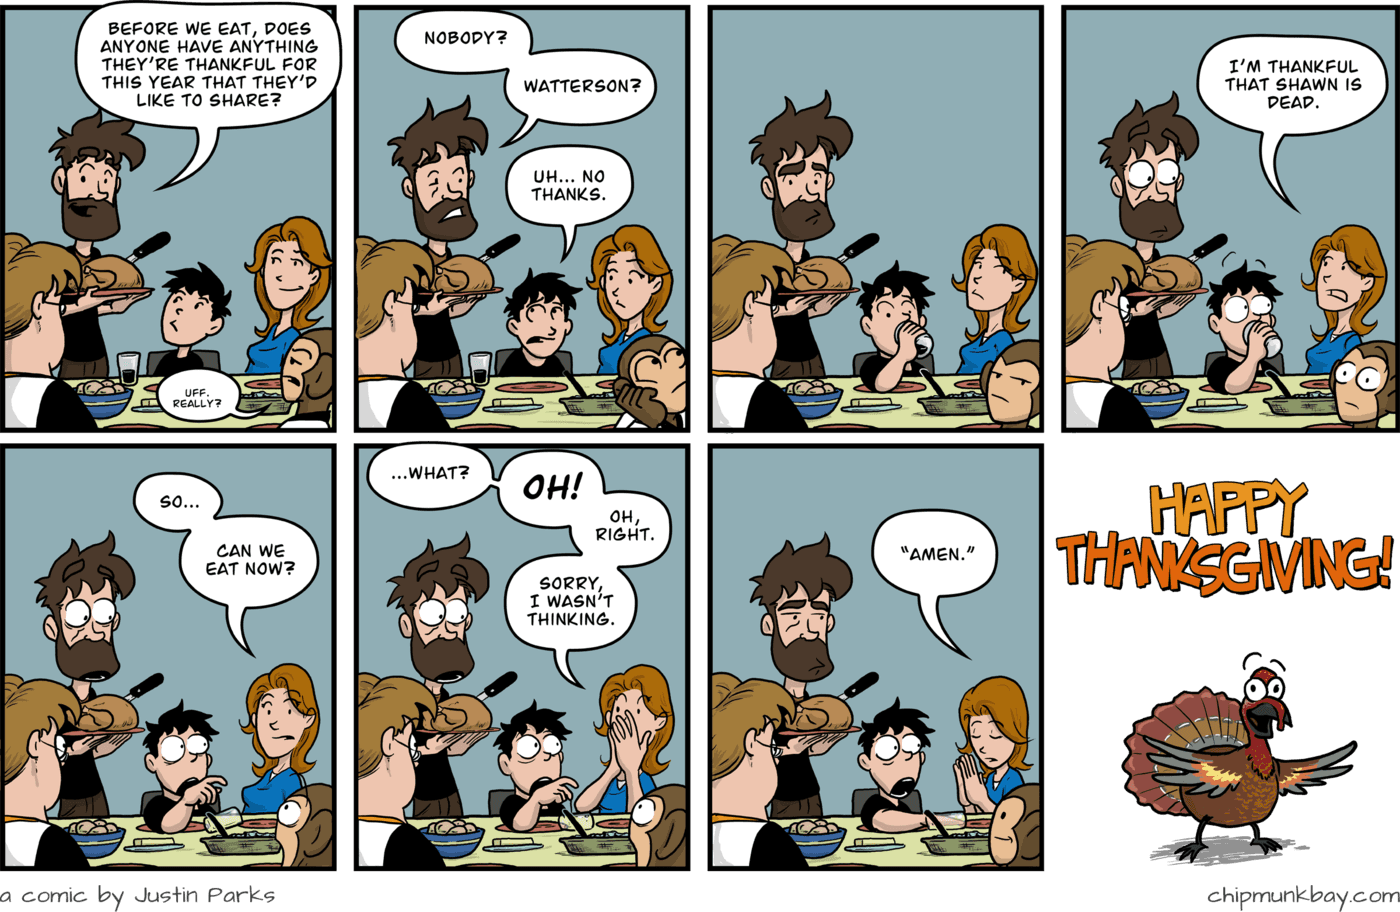 BEFORE WE EAT, DOES
ANYONE HAVE ANYTHING
THEY'RE THANKFUL FOR
THIS YEAR THAT THEY'D
LIKE TO SHARE?
UFF.
REALLY?
NOBODY?
WATTERSON?
UH... NO
THANKS.
I'M THANKFUL
THAT SHAWN IS
DEAD.
SO...
CAN WE
EAT NOW?
...WHAT?
OH!
OH,
RIGHT.
SORRY,
I WASN'T
THINKING.
"AMEN."
HAPPY
THANKSGIVING!
a comic by Justin Parks
chipmunkbay.com